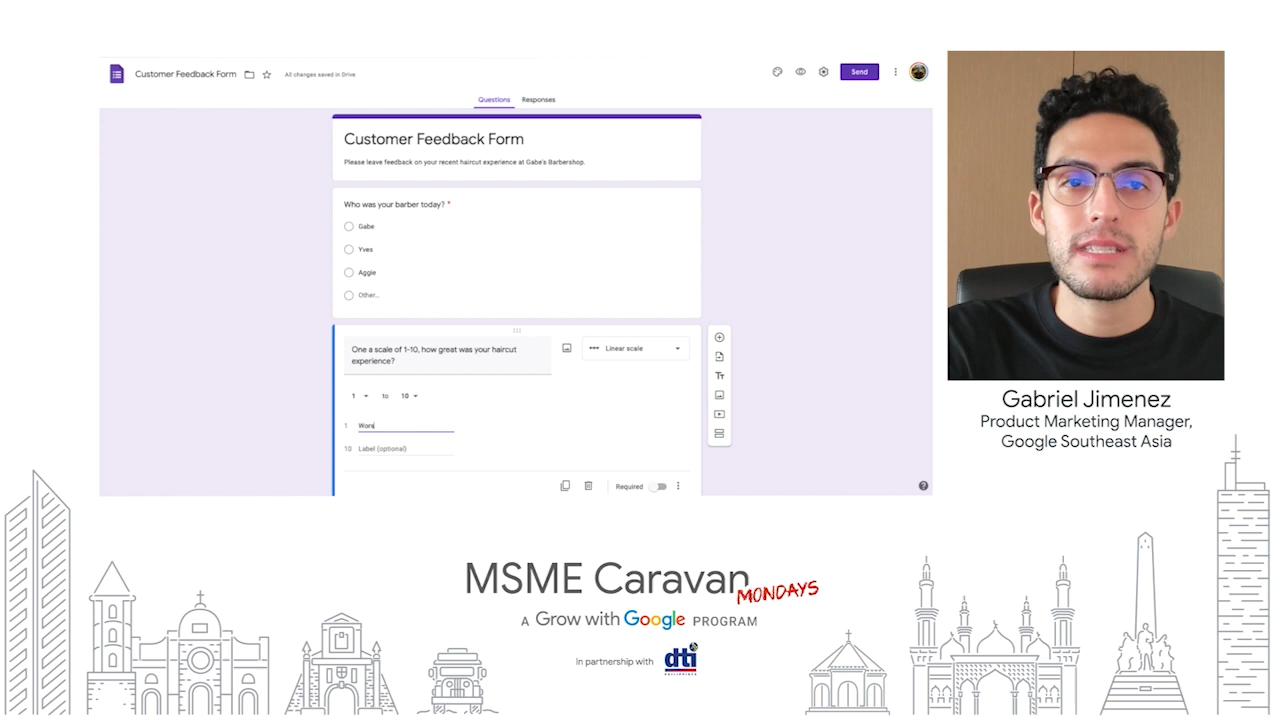 Customer Feedback Form
All changes saved in Drive
Send
Questions
Responses
Customer Feedback Form
Please leave feedback on your recent haircut experience at Gabe's Barbershop.
Who was your barber today? *
Gabe
Yves
Aggie
Other...
One a scale of 1-10, how great was your haircut
experience?
Linear scale
1 to 10
1 Wors
10 Label (optional)
Required
Tт
Gabriel Jimenez
Product Marketing Manager,
Google Southeast Asia
MSME Caravan
MONDAYS
A Grow with Google PROGRAM
In partnership with dti
PHILIPPINES